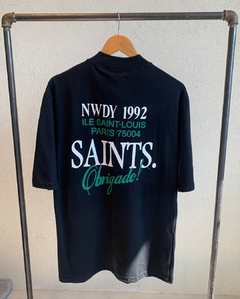 NWDY 1992
ILE SAINT-LOUIS
PARIS 75004
SAINTS.
Obrigado!